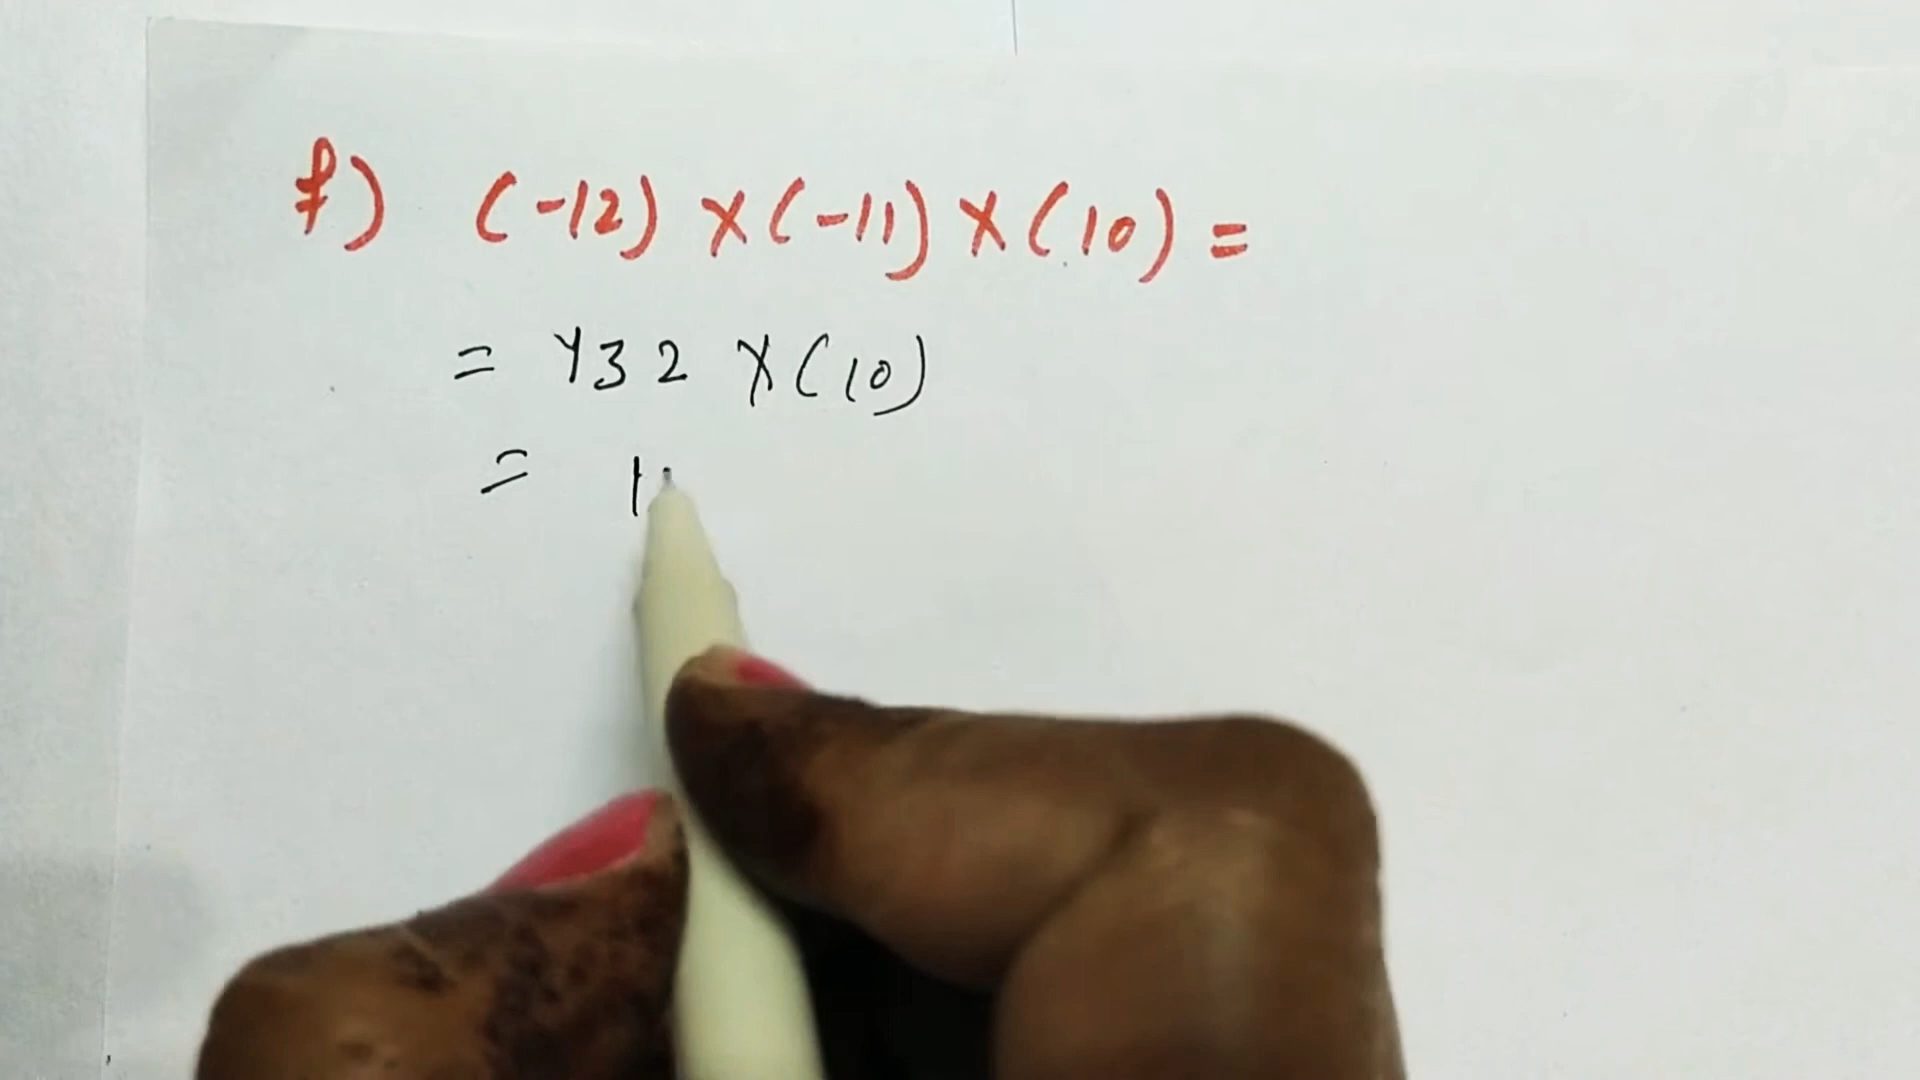 f) (-12) X (-11) X (10) =
= 132 X (10)
= 1